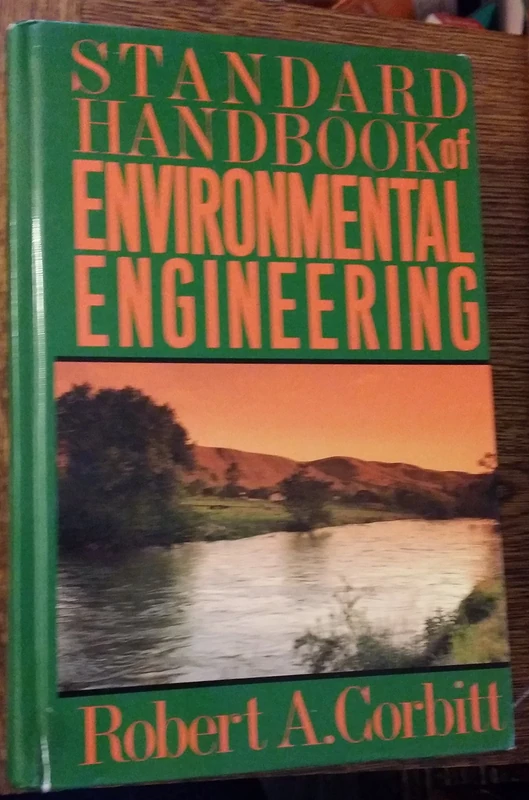 STANDARD
HANDBOOK of
ENVIRONMENTAL
ENGINEERING
Robert A. Corbitt